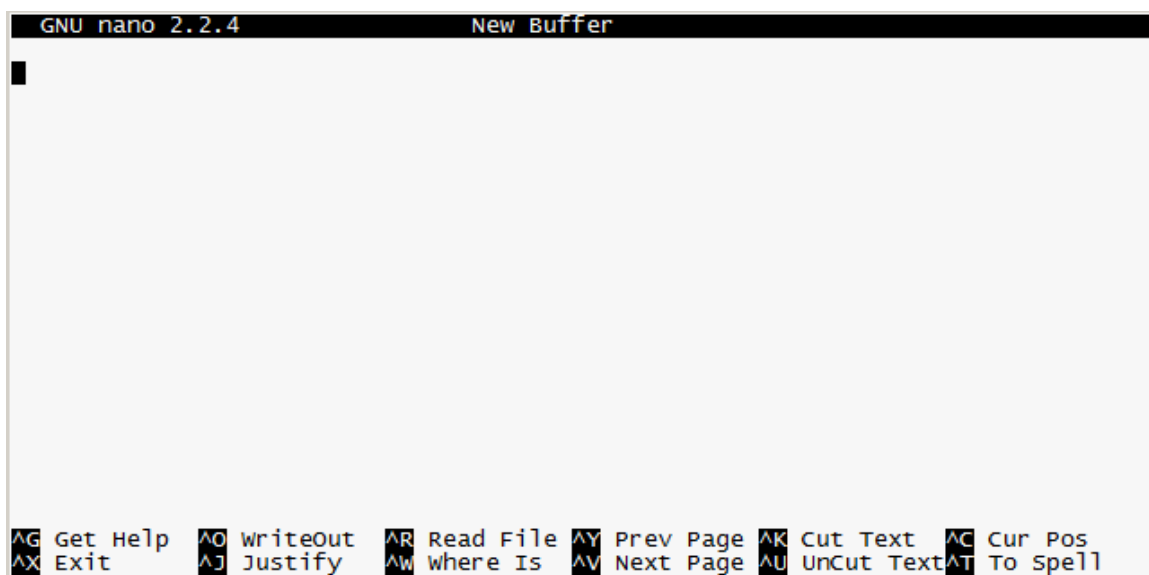 GNU nano 2.2.4 New Buffer
^G Get Help ^O WriteOut ^R Read File ^Y Prev Page ^K Cut Text ^C Cur Pos
^X Exit ^J Justify ^W Where Is ^V Next Page ^U UnCut Text ^T To Spell